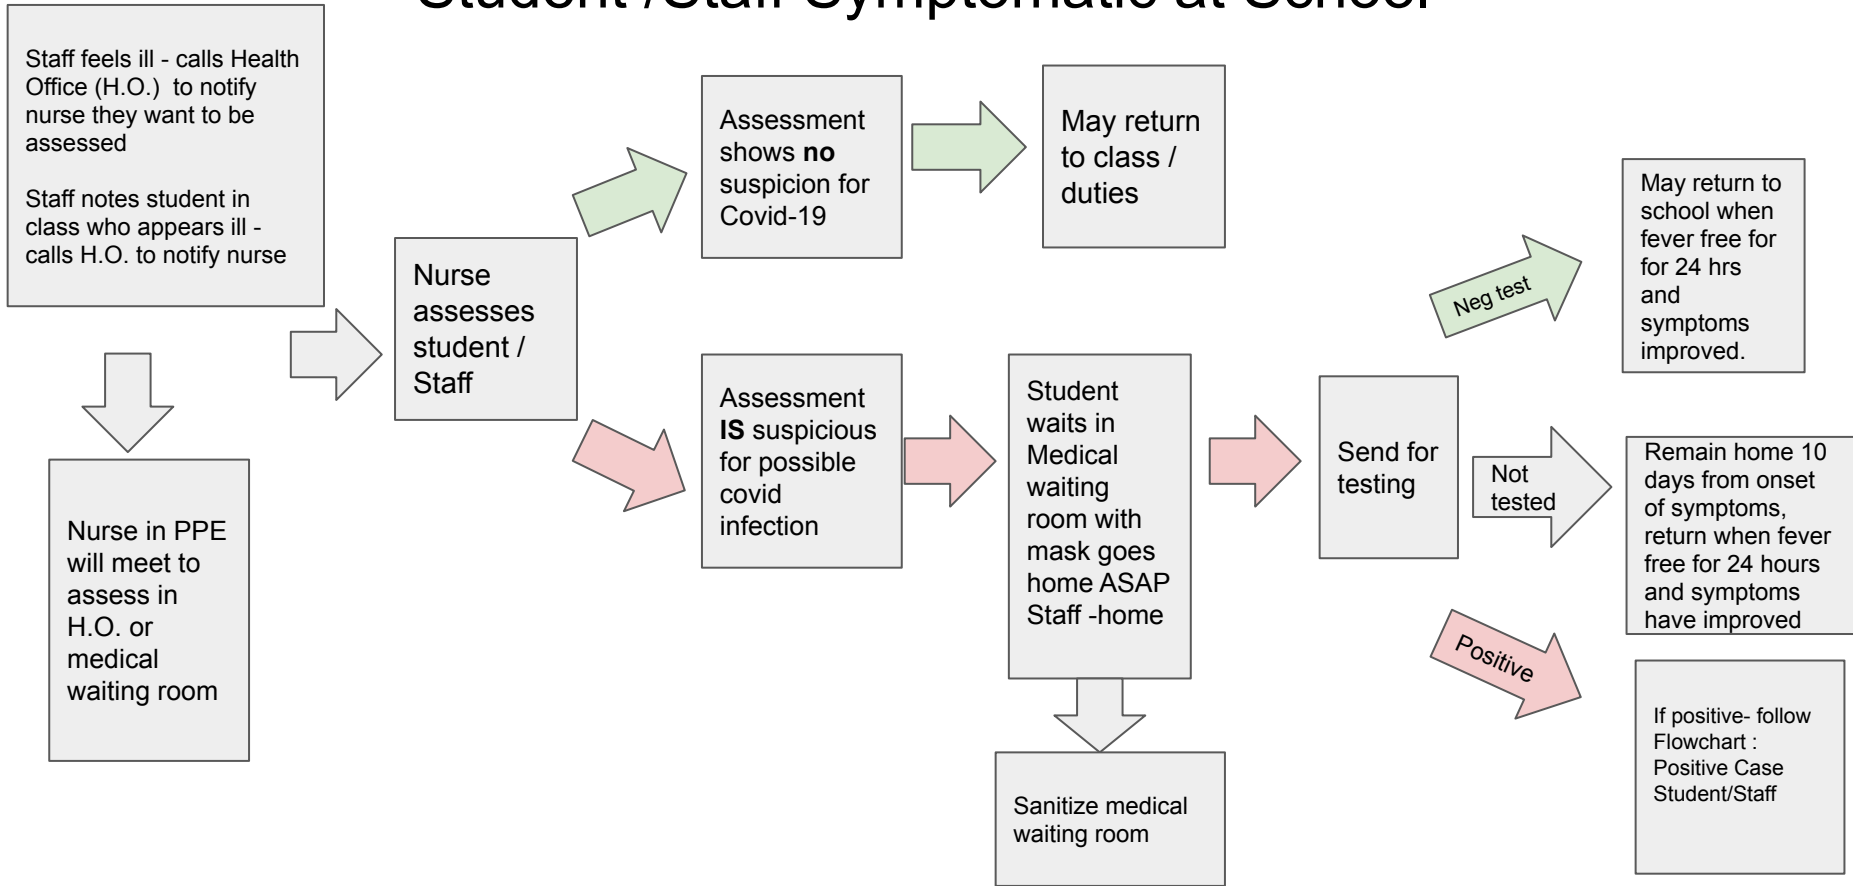 Student /Staff Symptomatic at School
Staff feels ill - calls Health
Office (H.O.) to notify
nurse they want to be
assessed
Staff notes student in
class who appears ill -
calls H.O. to notify nurse
Nurse in PPE
will meet to
assess in
H.O. or
medical
waiting room
Nurse
assesses
student /
Staff
Assessment
shows no
suspicion for
Covid-19
May return
to class /
duties
Assessment
IS suspicious
for possible
covid
infection
Student
waits in
Medical
waiting
room with
mask goes
home ASAP
Staff -home
Sanitize medical
waiting room
Send for
testing
Neg test
May return to
school when
fever free for
for 24 hrs
and
symptoms
improved.
Not
tested
Remain home 10
days from onset
of symptoms,
return when fever
free for 24 hours
and symptoms
have improved
Positive
If positive- follow
Flowchart :
Positive Case
Student/Staff